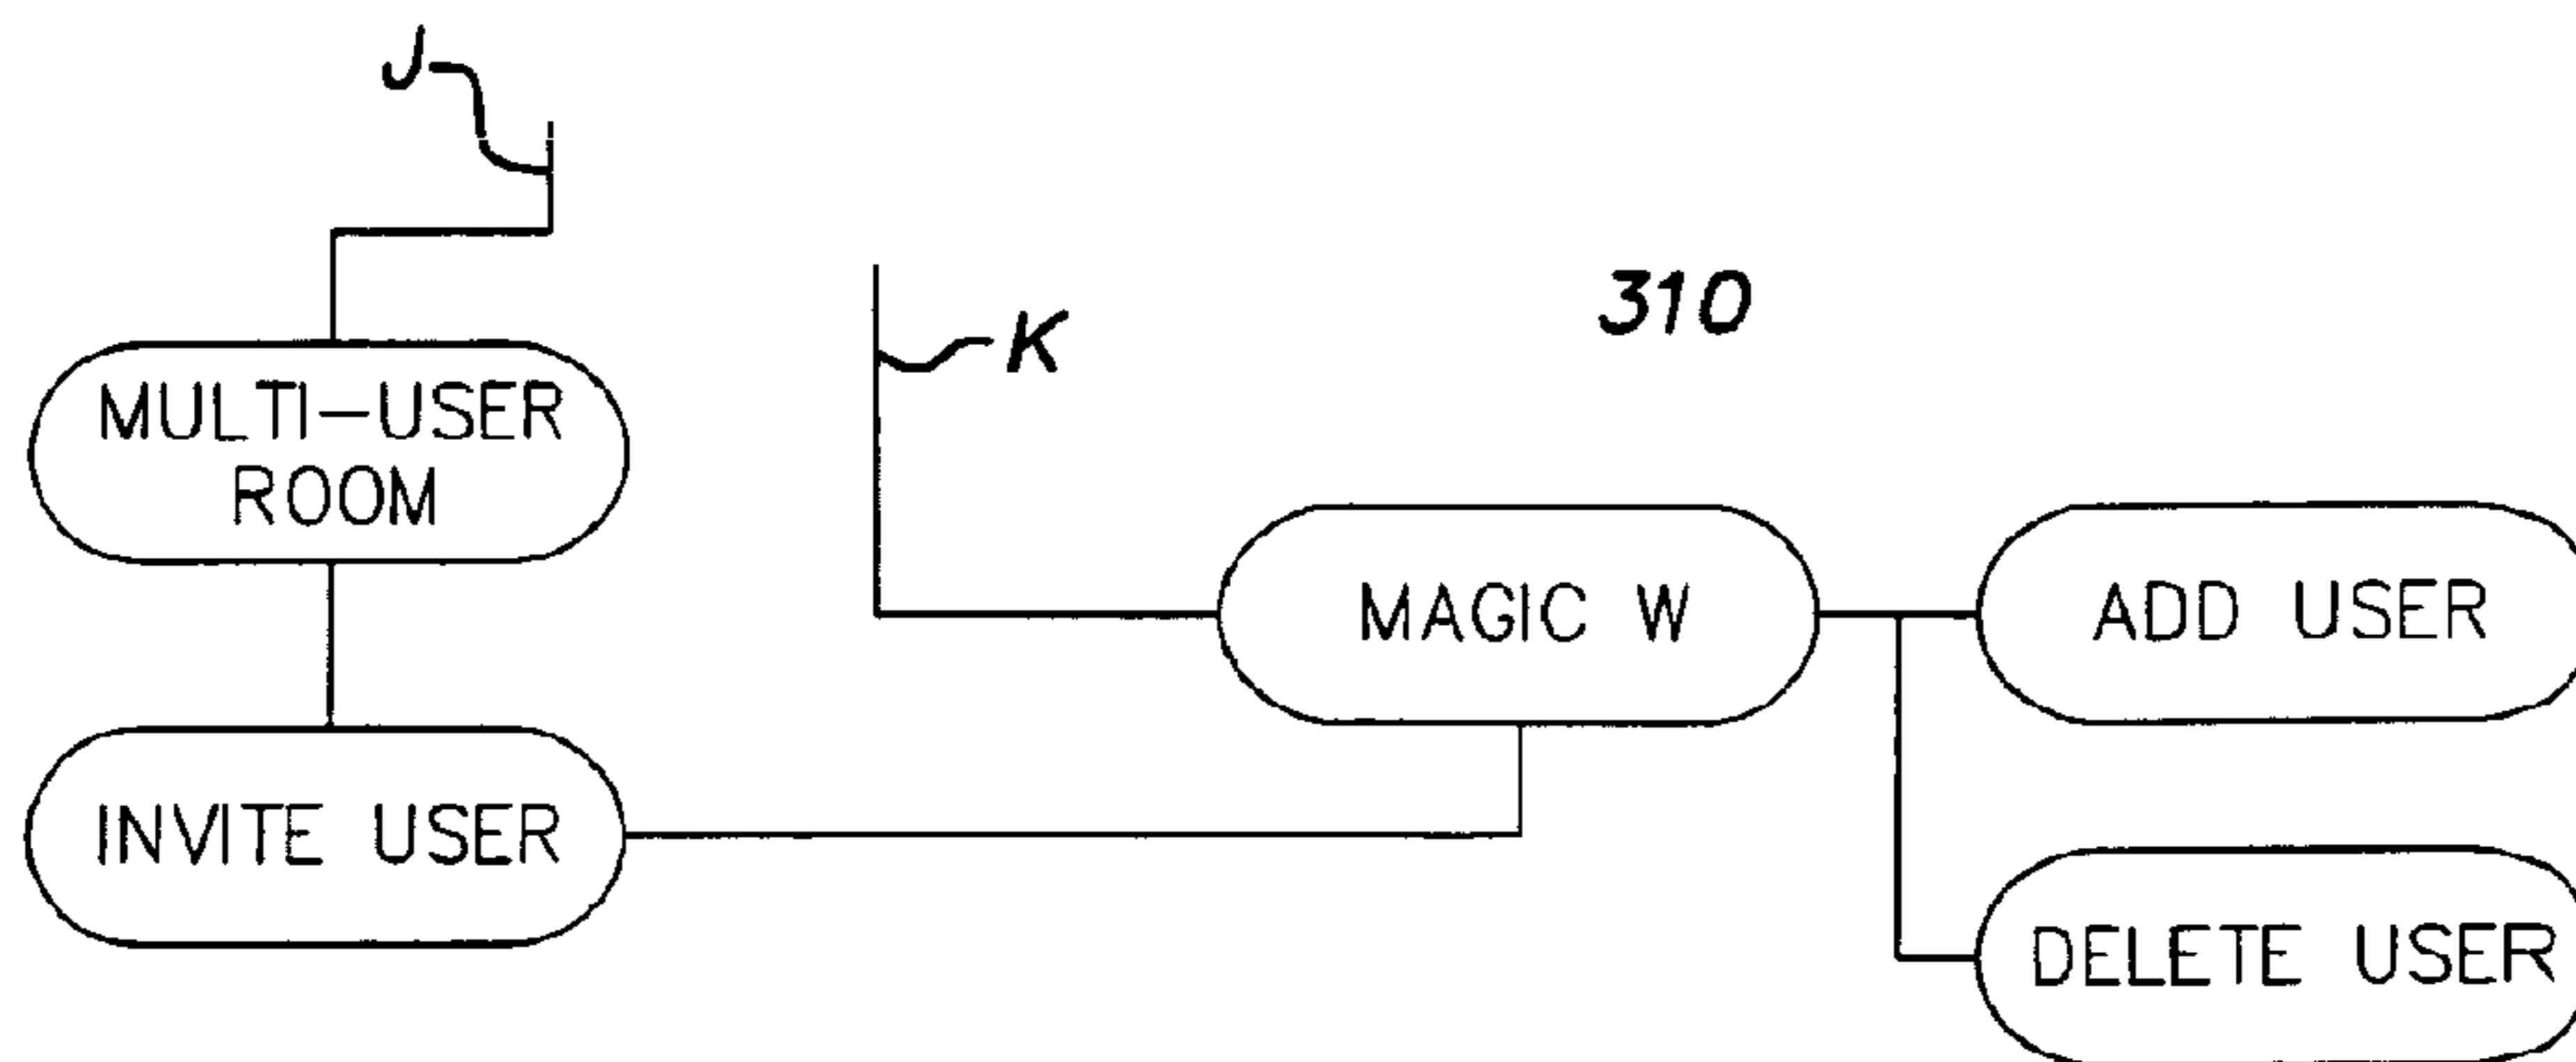 J
K
310
MULTI-USER
ROOM
MAGIC W
ADD USER
INVITE USER
DELETE USER